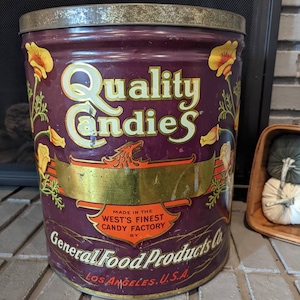 Quality
Candies
MADE IN THE
WEST'S FINEST
CANDY FACTORY
BY
General Food Products Co.
LOS ANGELES, U.S.A.